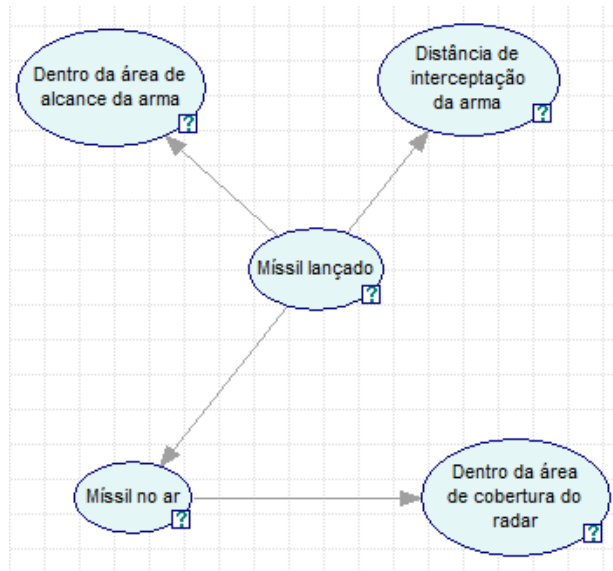 Dentro da área de
alcance da arma
?
Distância de
interceptação
da arma
?
Míssil lançado
?
Míssil no ar
?
Dentro da área
de cobertura do
radar
?